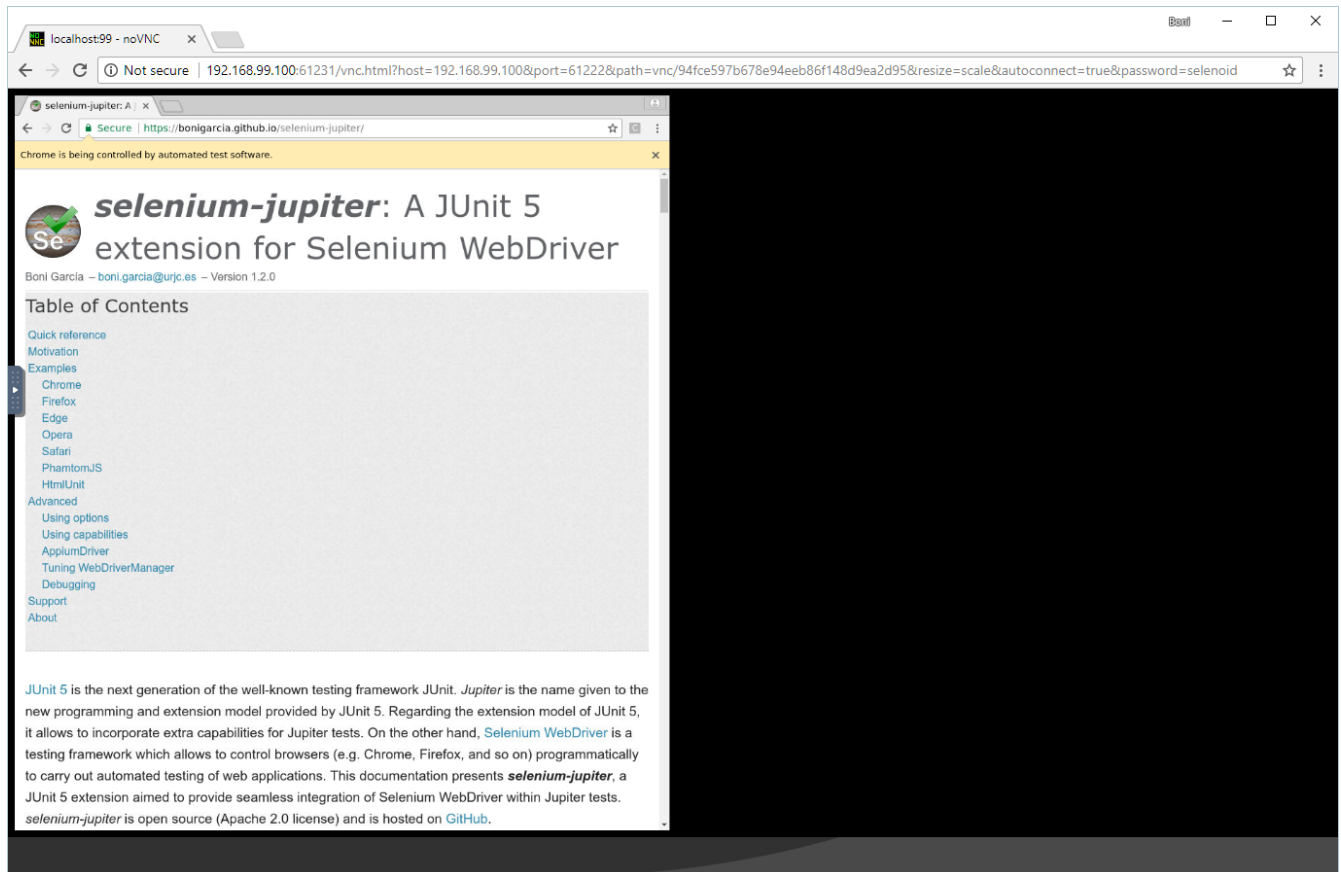 Boni
NO VNC localhost:99 - noVNC
Not secure | 192.168.99.100:61231/vnc.html?host=192.168.99.100&port=61222&path=vnc/94fce597b678e94eeb86f148d9ea2d95&resize=scale&autoconnect=true&password=selenoid
selenium-jupiter: A J
Secure | https://bonigarcia.github.io/selenium-jupiter/
Chrome is being controlled by automated test software.
selenium-jupiter: A JUnit 5
Se extension for Selenium WebDriver
Boni García – boni.garcia@urjc.es – Version 1.2.0
Table of Contents
Quick reference
Motivation
Examples
Chrome
Firefox
Edge
Opera
Safari
PhamtomJS
HtmlUnit
Advanced
Using options
Using capabilities
AppiumDriver
Tuning WebDriverManager
Debugging
Support
About
JUnit 5 is the next generation of the well-known testing framework JUnit. Jupiter is the name given to the
new programming and extension model provided by JUnit 5. Regarding the extension model of JUnit 5,
it allows to incorporate extra capabilities for Jupiter tests. On the other hand, Selenium WebDriver is a
testing framework which allows to control browsers (e.g. Chrome, Firefox, and so on) programmatically
to carry out automated testing of web applications. This documentation presents selenium-jupiter, a
JUnit 5 extension aimed to provide seamless integration of Selenium WebDriver within Jupiter tests.
selenium-jupiter is open source (Apache 2.0 license) and is hosted on GitHub.